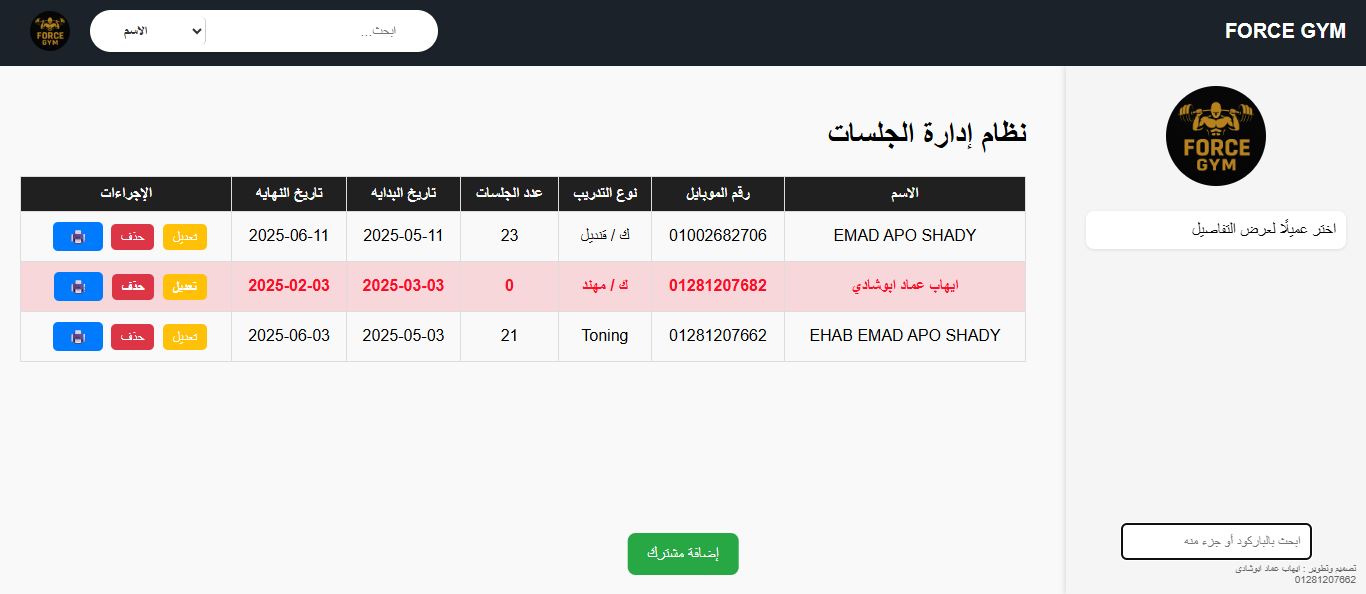 FORCE GYM
ابحث...
الاسم
FORCE
GYM
FORCE
GYM
اختر عميلًا لعرض التفاصيل
نظام إدارة الجلسات
الاسم رقم الموبايل نوع التدريب عدد الجلسات تاريخ البدايه تاريخ النهايه الإجراءات
EMAD APO SHADY 01002682706 ك / قنديل 23 2025-05-11 2025-06-11 تعديل حذف
ايهاب عماد ابوشادي 01281207682 ك / مهند 0 2025-03-03 2025-02-03 تعديل حذف
EHAB EMAD APO SHADY 01281207662 Toning 21 2025-05-03 2025-06-03 تعديل حذف
إضافة مشترك
ابحث بالباركود أو جزء منه
تصميم وتطوير : ايهاب عماد ابوشادى
01281207662